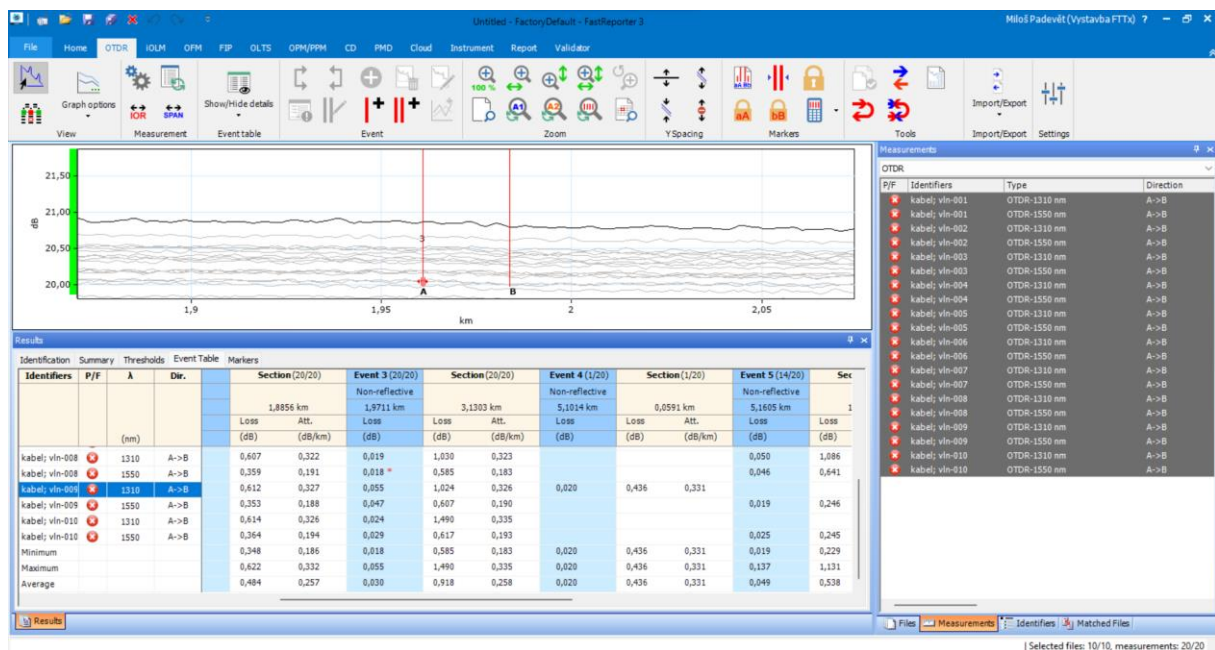 Untitled - FactoryDefault - FastReporter 3
Miloš Padevět (Vystavba FTTx) ?
File Home OTDR iOLM OFM FIP OLTS OPM/PPM CD PMD Cloud Instrument Report Validator
Graph options
IOR
SPAN
Show/Hide details
100 %
A1
A2
aA
bB
Import/Export
View Measurement Event table Event Zoom Y Spacing Markers Tools Import/Export Settings
dB
21,50
21,00
20,50
20,00
3
A B
1,9 1,95 2 2,05
km
Results
Identification Summary Thresholds Event Table Markers
Identifiers P/F λ Dir. Section (20/20) Event 3 (20/20) Section (20/20) Event 4 (1/20) Section (1/20) Event 5 (14/20) Sec
Non-reflective Non-reflective Non-reflective
1,8856 km 1,9711 km 3,1303 km 5,1014 km 0,0591 km 5,1605 km 1
Loss Att. Loss Loss Att. Loss Loss Att. Loss Loss
(nm) (dB) (dB/km) (dB) (dB) (dB/km) (dB) (dB) (dB/km) (dB) (dB)
kabel; vln-008 1310 A->B 0,607 0,322 0,019 1,030 0,323 0,050 1,086
kabel; vln-008 1550 A->B 0,359 0,191 0,018 * 0,585 0,183 0,046 0,641
kabel; vln-009 1310 A->B 0,612 0,327 0,055 1,024 0,326 0,020 0,436 0,331
kabel; vln-009 1550 A->B 0,353 0,188 0,047 0,607 0,190 0,019 0,246
kabel; vln-010 1310 A->B 0,614 0,326 0,024 1,490 0,335
kabel; vln-010 1550 A->B 0,364 0,194 0,029 0,617 0,193 0,025 0,245
Minimum 0,348 0,186 0,018 0,585 0,183 0,020 0,436 0,331 0,019 0,229
Maximum 0,622 0,332 0,055 1,490 0,335 0,020 0,436 0,331 0,137 1,131
Average 0,484 0,257 0,030 0,918 0,258 0,020 0,436 0,331 0,049 0,538
Results
Measurements
OTDR
P/F Identifiers Type Direction
kabel; vln-001 OTDR-1310 nm A->B
kabel; vln-001 OTDR-1550 nm A->B
kabel; vln-002 OTDR-1310 nm A->B
kabel; vln-002 OTDR-1550 nm A->B
kabel; vln-003 OTDR-1310 nm A->B
kabel; vln-003 OTDR-1550 nm A->B
kabel; vln-004 OTDR-1310 nm A->B
kabel; vln-004 OTDR-1550 nm A->B
kabel; vln-005 OTDR-1310 nm A->B
kabel; vln-005 OTDR-1550 nm A->B
kabel; vln-006 OTDR-1310 nm A->B
kabel; vln-006 OTDR-1550 nm A->B
kabel; vln-007 OTDR-1310 nm A->B
kabel; vln-007 OTDR-1550 nm A->B
kabel; vln-008 OTDR-1310 nm A->B
kabel; vln-008 OTDR-1550 nm A->B
kabel; vln-009 OTDR-1310 nm A->B
kabel; vln-009 OTDR-1550 nm A->B
kabel; vln-010 OTDR-1310 nm A->B
kabel; vln-010 OTDR-1550 nm A->B
Files Measurements Identifiers Matched Files
| Selected files: 10/10, measurements: 20/20